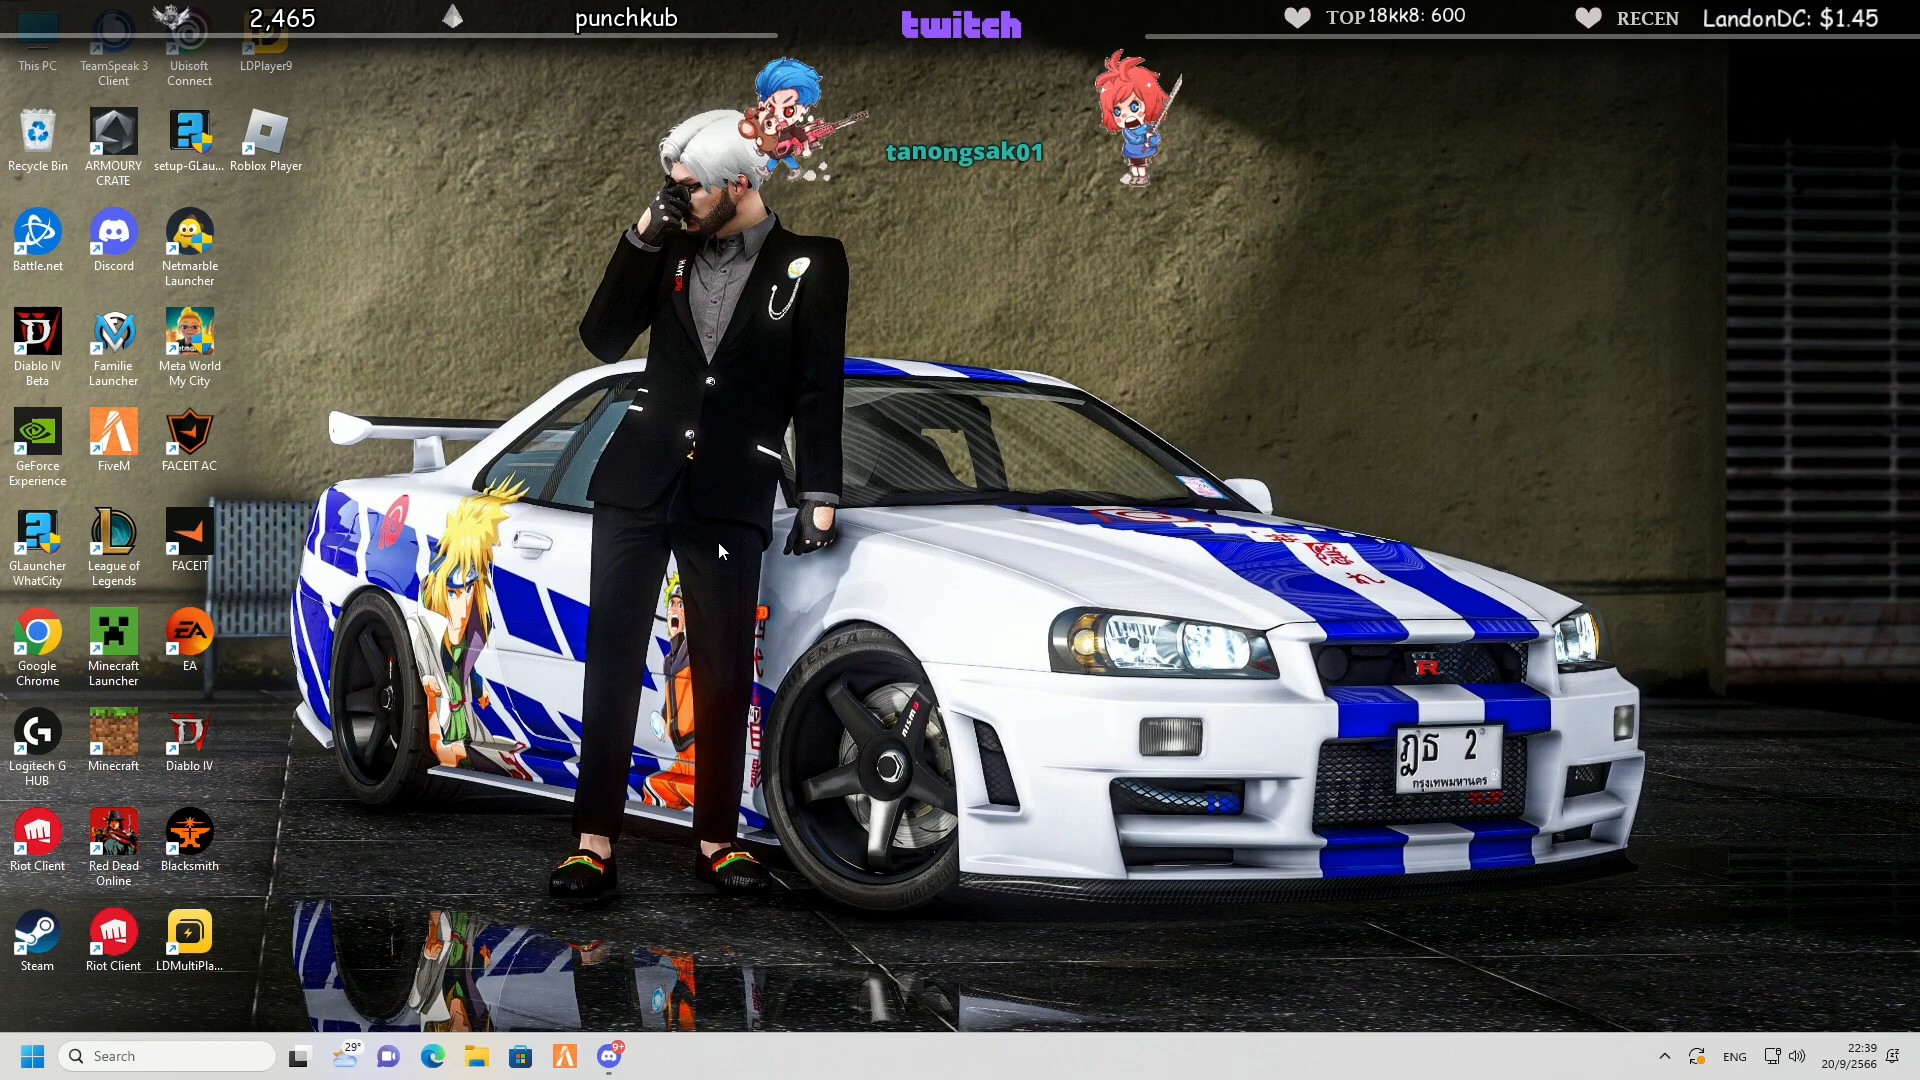 2,465
punchkub
twitch
TOP 18kk8: 600
RECEN
LandonDC: $1.45
tanongsak01
This PC
TeamSpeak 3
Client
Ubisoft
Connect
LDPlayer9
Recycle Bin
ARMOURY
CRATE
setup-GLau...
Roblox Player
Battle.net
Discord
Netmarble
Launcher
Diablo IV
Beta
Familie
Launcher
Meta World
My City
GeForce
Experience
FiveM
FACEIT AC
GLauncher
WhatCity
League of
Legends
FACEIT
Google
Chrome
Minecraft
Launcher
EA
Logitech G
HUB
Minecraft
Diablo IV
Riot Client
Red Dead
Online
Blacksmith
Steam
Riot Client
LDMultiPla...
nismo
ฎธ 2
กรุงเทพมหานคร
Search
29°
9+
ENG
22:39
20/9/2566